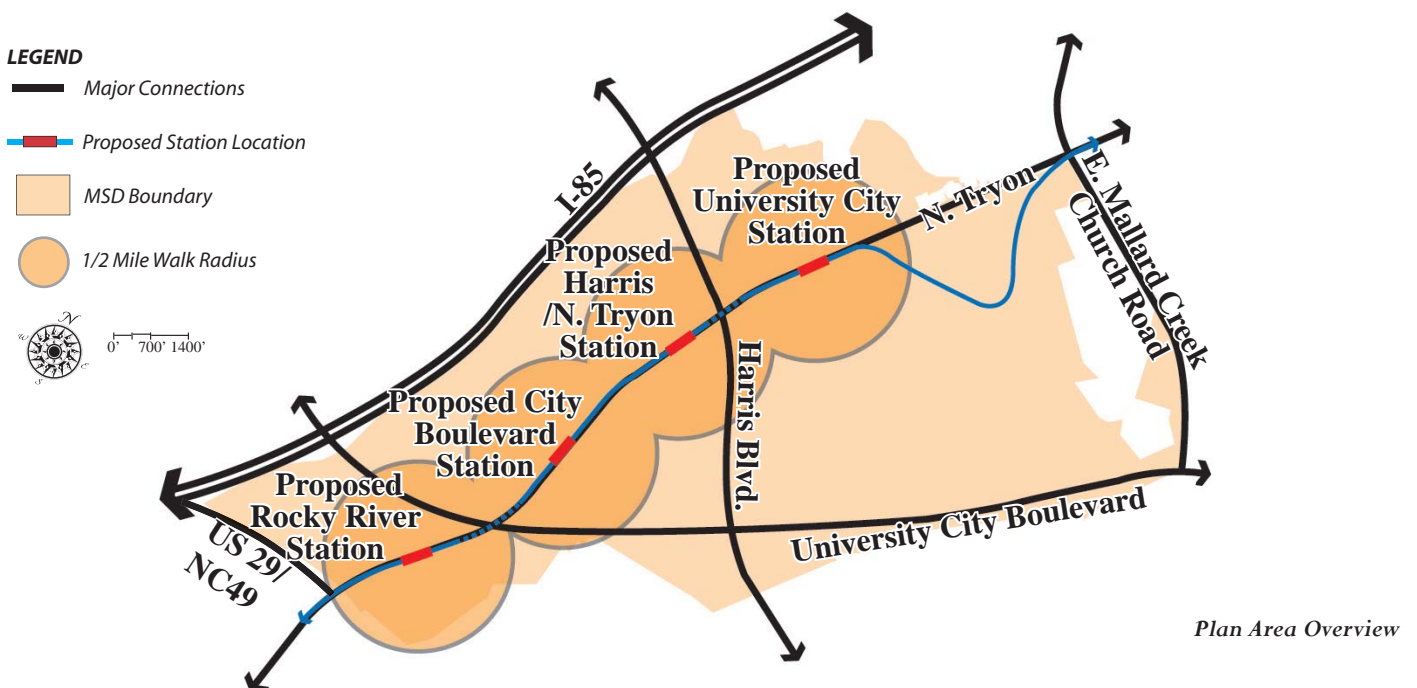 LEGEND
Major Connections
Proposed Station Location
MSD Boundary
1/2 Mile Walk Radius
N
W
E
S
0' 700' 1400'
I-85
Proposed
University City
Station
N. Tryon
E. Mallard Creek
Church Road
Proposed
Harris
/N. Tryon
Station
Harris Blvd.
Proposed City
Boulevard
Station
Proposed
Rocky River
Station
US 29/
NC49
University City Boulevard
Plan Area Overview